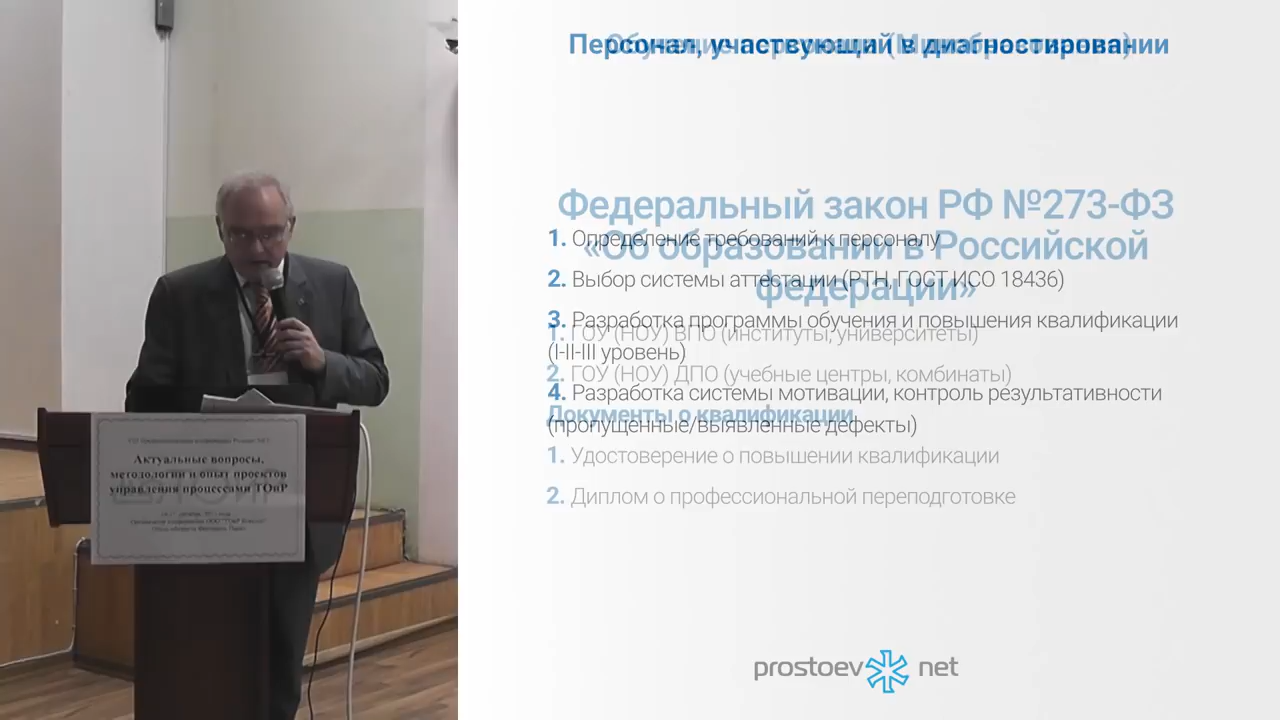 Персонал, участвующий в диагностировании
Федеральный закон РФ №273-ФЗ
«Об образовании в Российской
федерации»
1. Определение требований к персоналу
2. Выбор системы аттестации (РТН, ГОСТ ИСО 18436)
3. Разработка программы обучения и повышения квалификации
(I-II-III уровень)
4. Разработка системы мотивации, контроль результативности
(пропущенные/выявленные дефекты)
1. ГОУ (НОУ) ВПО (институты, университеты)
2. ГОУ (НОУ) ДПО (учебные центры, комбинаты)
Документы о квалификации
1. Удостоверение о повышении квалификации
2. Диплом о профессиональной переподготовке
prostoev net
Актуальные вопросы,
методологии и опыт проектов
управления процессами ТОиР